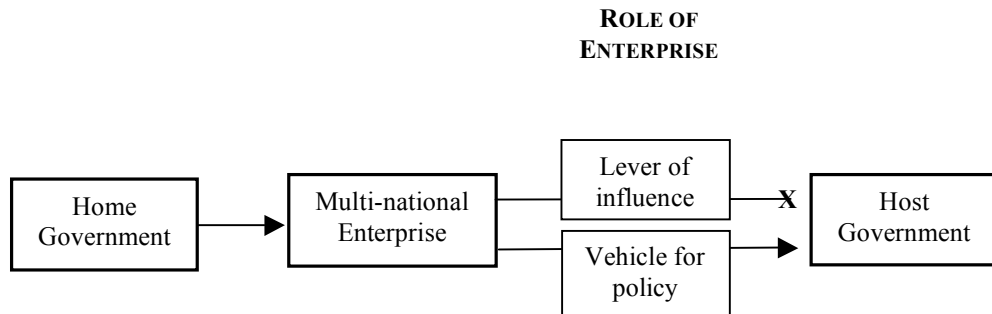 ROLE OF
ENTERPRISE
Home
Government
Multi-national
Enterprise
Lever of
influence
X
Vehicle for
policy
Host
Government